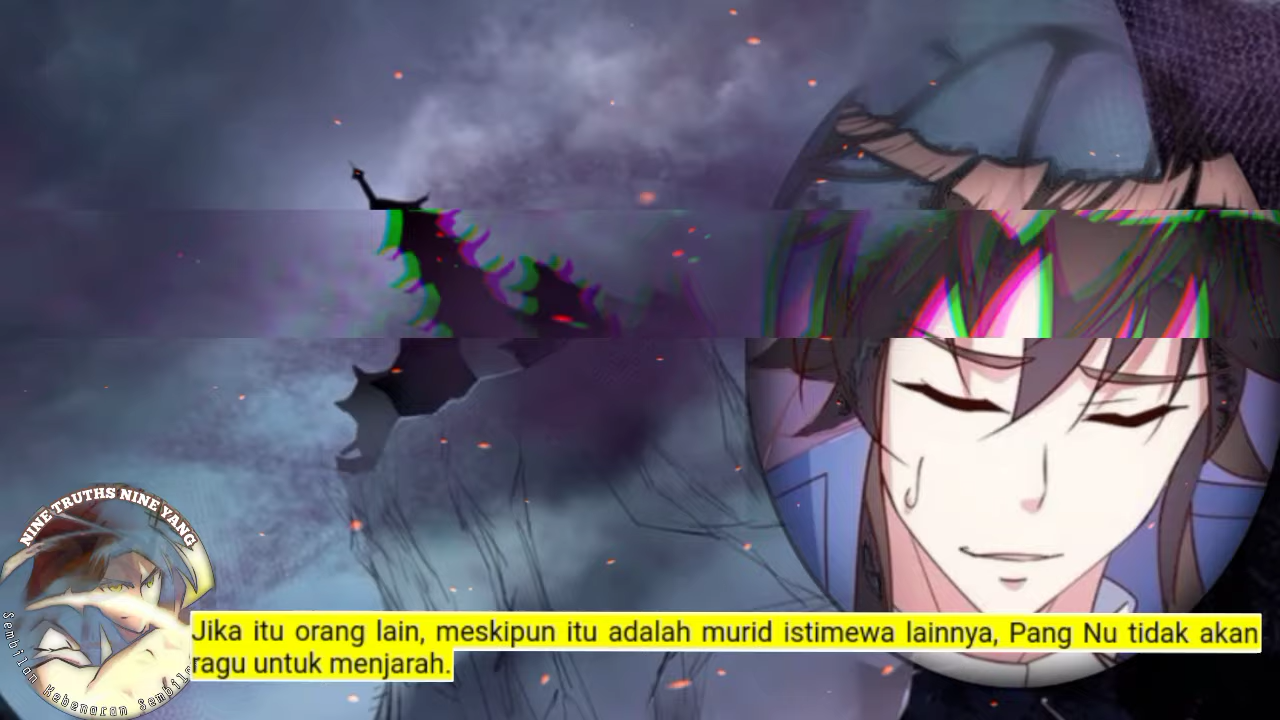 NINE TRUTHS NINE YANG
Sembilan Kebenaran Sembilan
Jika itu orang lain, meskipun itu adalah murid istimewa lainnya, Pang Nu tidak akan
ragu untuk menjarah.